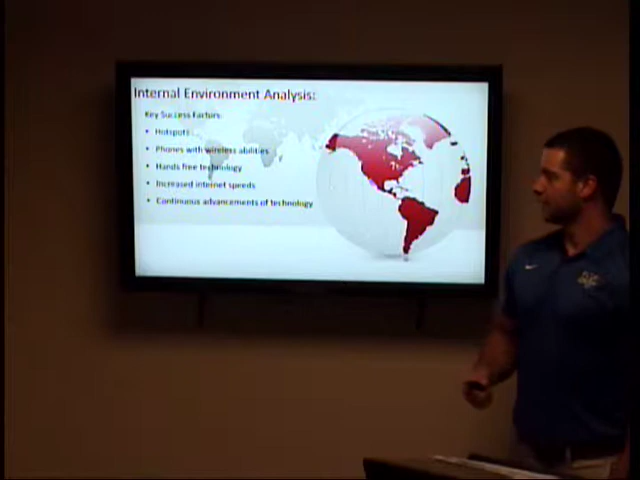 Internal Environment Analysis:
Key Success Factors:
• Hotspots
• Phones with wireless abilities
• Hands free technology
• Increased internet speeds
• Continuous advancements of technology